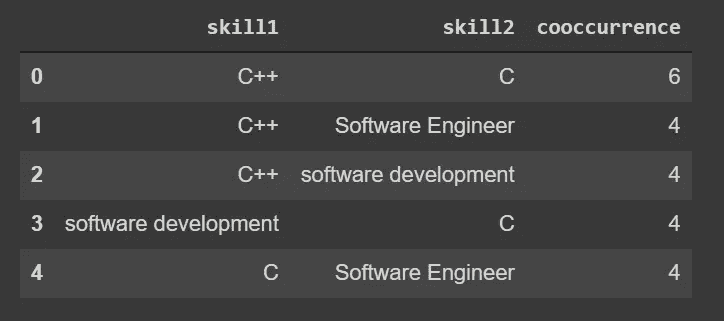 skill1 skill2 cooccurrence
0 C++ C 6
1 C++ Software Engineer 4
2 C++ software development 4
3 software development C 4
4 C Software Engineer 4